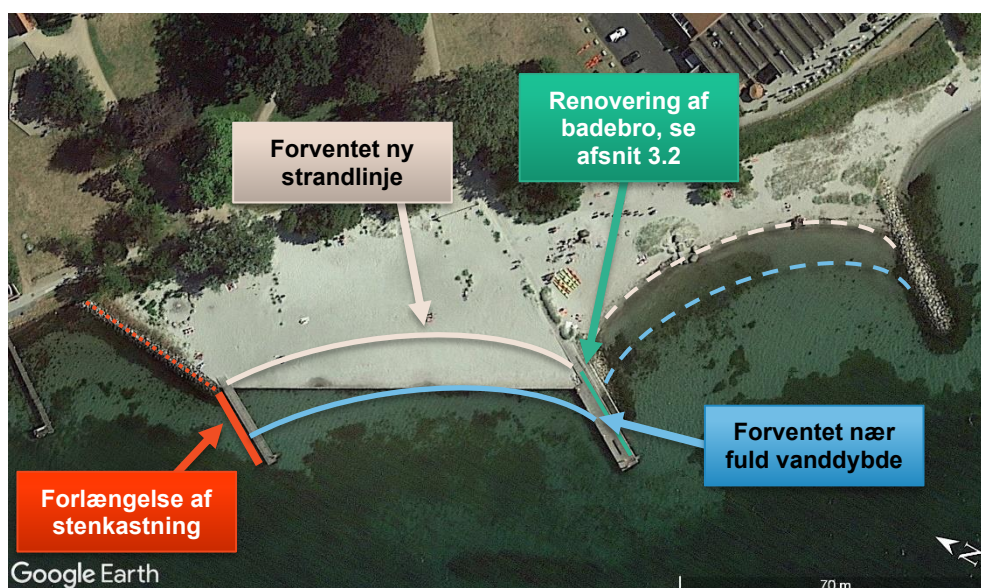 Renovering af
badebro, se
afsnit 3.2
Forventet ny
strandlinje
Forventet nær
fuld vanddybde
Forlængelse af
stenkastning
Google Earth
N
70 m